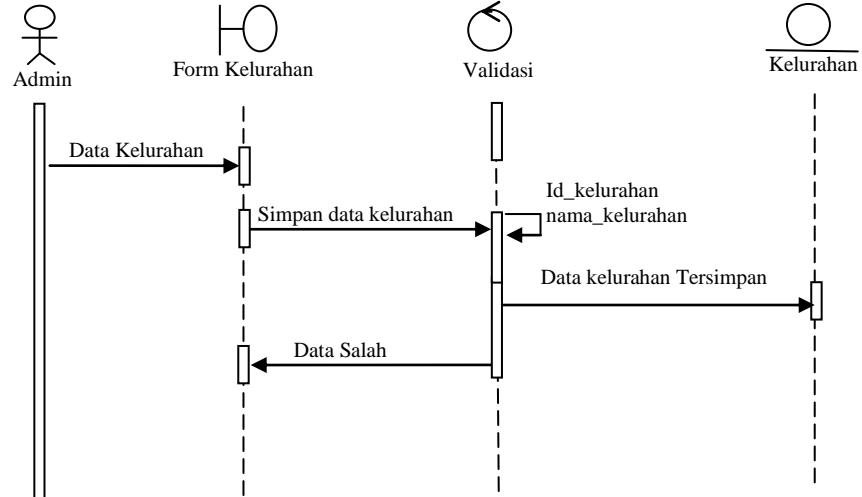 Admin
Form Kelurahan
Validasi
Kelurahan
Data Kelurahan
Id_kelurahan
nama_kelurahan
Simpan data kelurahan
Data kelurahan Tersimpan
Data Salah